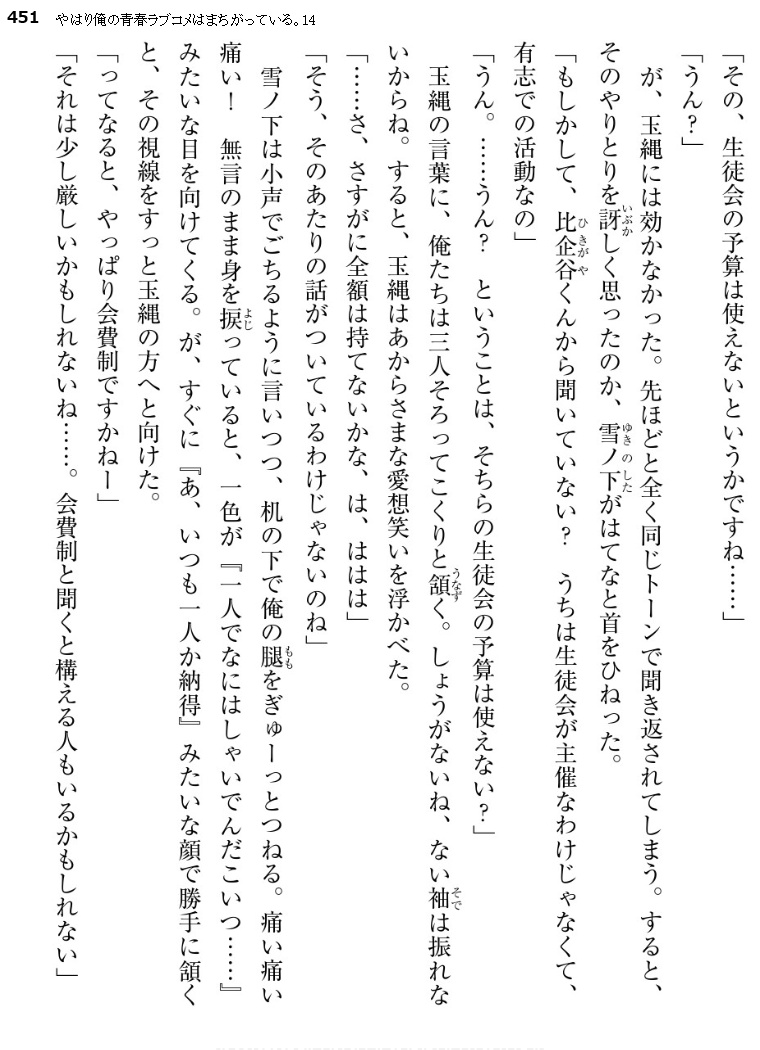 451 やはり俺の青春ラブコメはまちがっている。14
「その、生徒会の予算は使えないというかですね……」
「うん？」
　が、玉縄には効かなかった。先ほどと全く同じトーンで聞き返されてしまう。すると、
そのやりとりを訝しく思ったのか、雪ノ下がはてなと首をひねった。
「もしかして、比企谷くんから聞いていない？　うちは生徒会が主催なわけじゃなくて、
有志での活動なの」
「うん。……うん？　ということは、そちらの生徒会の予算は使えない？」
　玉縄の言葉に、俺たちは三人そろってこくりと頷く。しょうがないね、ない袖は振れな
いからね。すると、玉縄はあからさまな愛想笑いを浮かべた。
「……さ、さすがに全額は持てないかな、は、ははは」
「そう、そのあたりの話がついているわけじゃないのね」
　雪ノ下は小声でごちるように言いつつ、机の下で俺の腿をぎゅーっとつねる。痛い痛い
痛い！　無言のまま身を捩っていると、一色が『一人でなにはしゃいでんだこいつ……』
みたいな目を向けてくる。が、すぐに『あ、いつも一人か納得』みたいな顔で勝手に頷く
と、その視線をすっと玉縄の方へと向けた。
「ってなると、やっぱり会費制ですかねー」
「それは少し厳しいかもしれないね……。会費制と聞くと構える人もいるかもしれない」